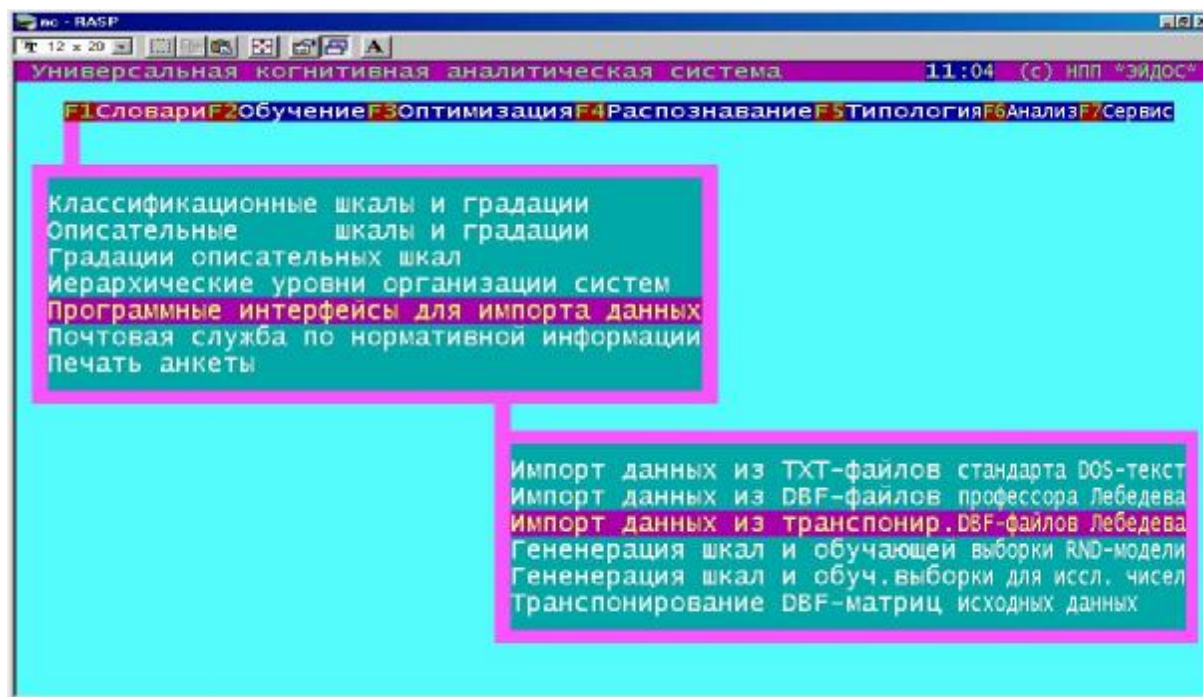 nc - RASP
12 x 20 A
Универсальная когнитивная аналитическая система 11:04 (c) НПП *ЭЙДОС*
F1Словари F2Обучение F3Оптимизация F4Распознавание F5Типология F6Анализ F7Сервис
Классификационные шкалы и градации
Описательные шкалы и градации
Градации описательных шкал
Иерархические уровни организации систем
Программные интерфейсы для импорта данных
Почтовая служба по нормативной информации
Печать анкеты
Импорт данных из TXT-файлов стандарта DOS-текст
Импорт данных из DBF-файлов профессора Лебедева
Импорт данных из транспонир.DBF-файлов Лебедева
Гененерация шкал и обучающей выборки RND-модели
Гененерация шкал и обуч.выборки для иссл. чисел
Транспонирование DBF-матриц исходных данных